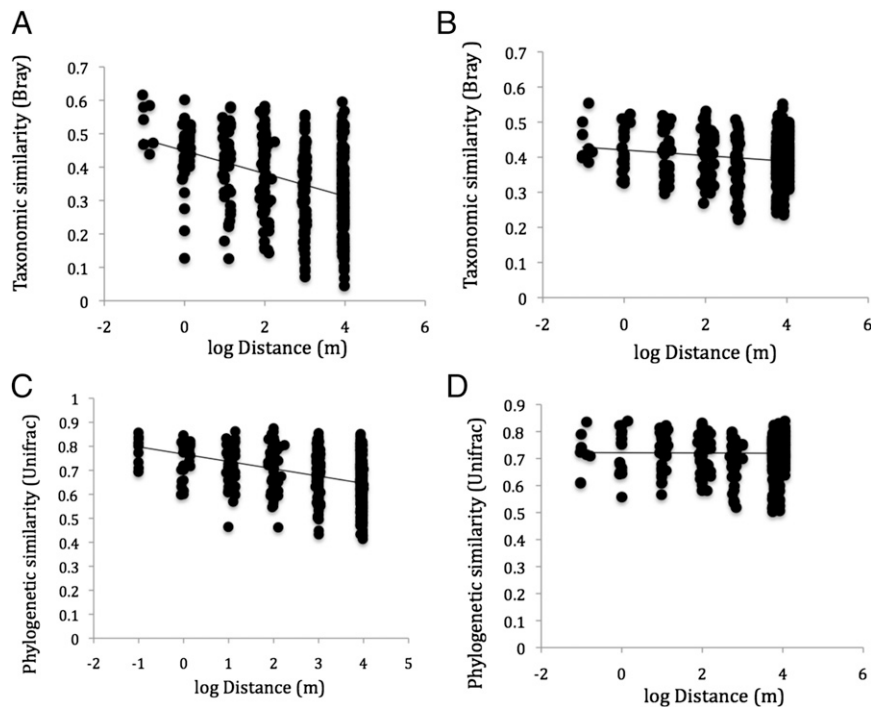 A
Taxonomic similarity (Bray)
0.7
0.6
0.5
0.4
0.3
0.2
0.1
0
-2 0 2 4 6
log Distance (m)
B
Taxonomic similarity (Bray )
0.7
0.6
0.5
0.4
0.3
0.2
0.1
0
-2 0 2 4 6
log Distance (m)
C
Phylogenetic similarity (Unifrac)
1
0.9
0.8
0.7
0.6
0.5
0.4
0.3
0.2
0.1
0
-2 -1 0 1 2 3 4 5
log Distance (m)
D
Phylogenetic similarity (Unifrac)
0.9
0.8
0.7
0.6
0.5
0.4
0.3
0.2
0.1
0
-2 0 2 4 6
log Distance (m)